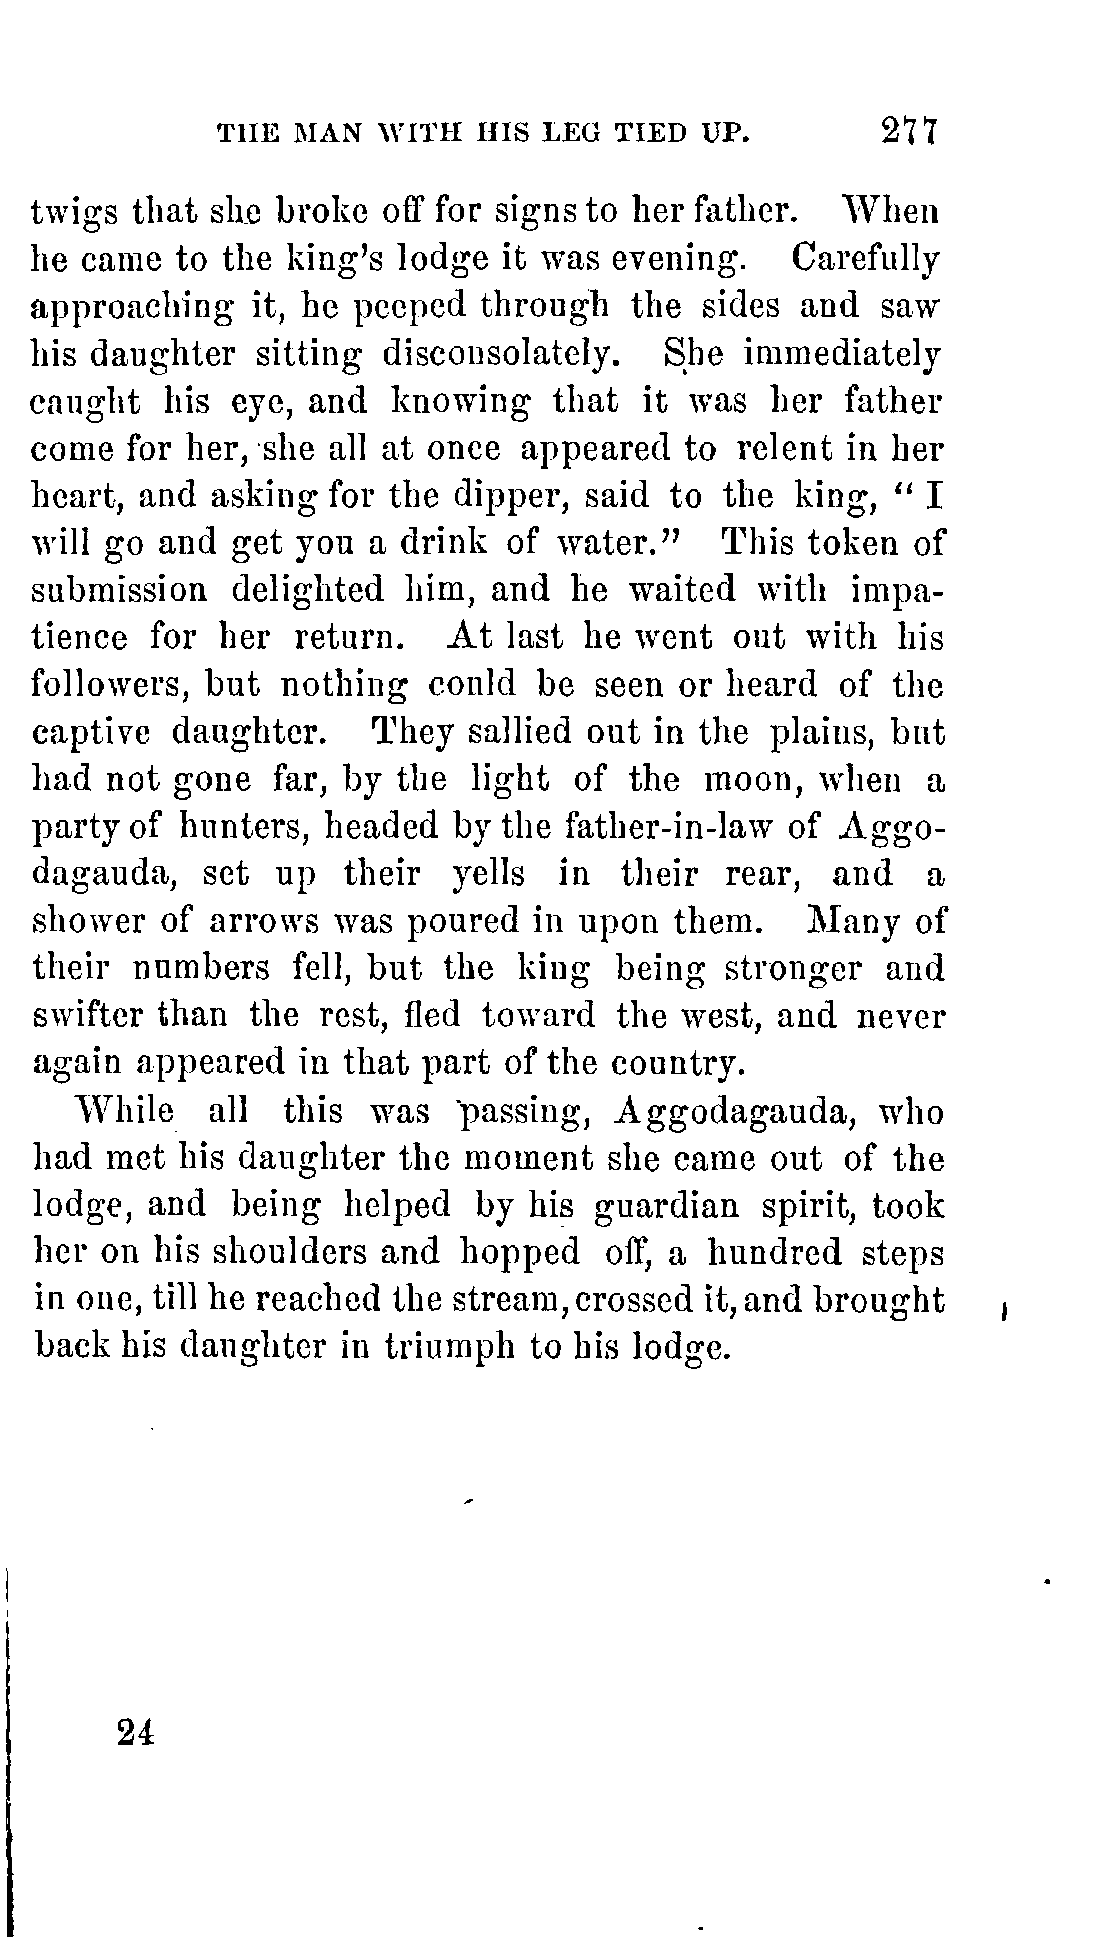 THE MAN WITH HIS LEG TIED UP. 277
twigs that she broke off for signs to her father. When
he came to the king's lodge it was evening. Carefully
approaching it, he peeped through the sides and saw
his daughter sitting disconsolately. She immediately
caught his eye, and knowing that it was her father
come for her, she all at once appeared to relent in her
heart, and asking for the dipper, said to the king, " I
will go and get you a drink of water." This token of
submission delighted him, and he waited with impa-
tience for her return. At last he went out with his
followers, but nothing could be seen or heard of the
captive daughter. They sallied out in the plains, but
had not gone far, by the light of the moon, when a
party of hunters, headed by the father-in-law of Aggo-
dagauda, set up their yells in their rear, and a
shower of arrows was poured in upon them. Many of
their numbers fell, but the king being stronger and
swifter than the rest, fled toward the west, and never
again appeared in that part of the country.
While all this was passing, Aggodagauda, who
had met his daughter the moment she came out of the
lodge, and being helped by his guardian spirit, took
her on his shoulders and hopped off, a hundred steps
in one, till he reached the stream, crossed it, and brought
back his daughter in triumph to his lodge.
24